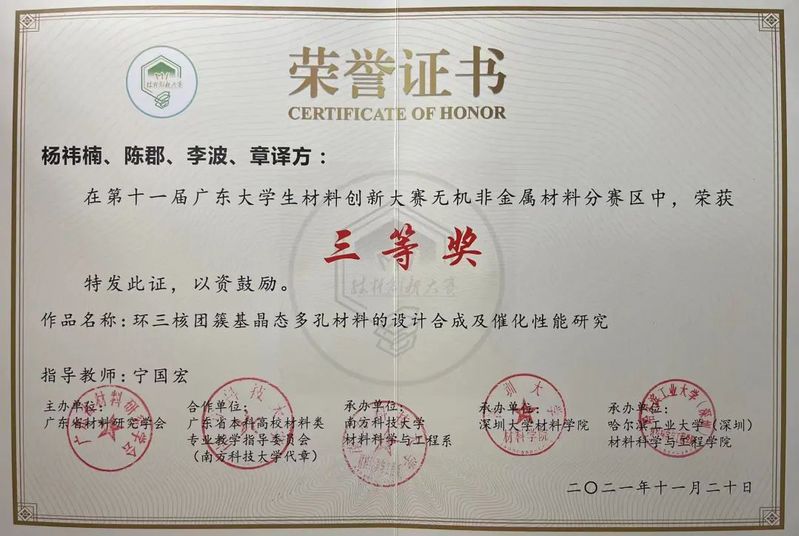 荣誉证书
CERTIFICATE OF HONOR
杨祎楠、陈郡、李波、章译方：
在第十一届广东大学生材料创新大赛无机非金属材料分赛区中，荣获
三等奖
特发此证，以资鼓励。
作品名称：环三核团簇基晶态多孔材料的设计合成及催化性能研究
指导教师：宁国宏
主办单位：
广东省材料研究学会
合作单位：
广东省本科高校材料类
专业教学指导委员会
（南方科技大学代章）
承办单位：
南方科技大学
材料科学与工程系
承办单位：
深圳大学材料学院
承办单位：
哈尔滨工业大学（深圳）
材料科学与工程学院
二〇二一年十一月二十日